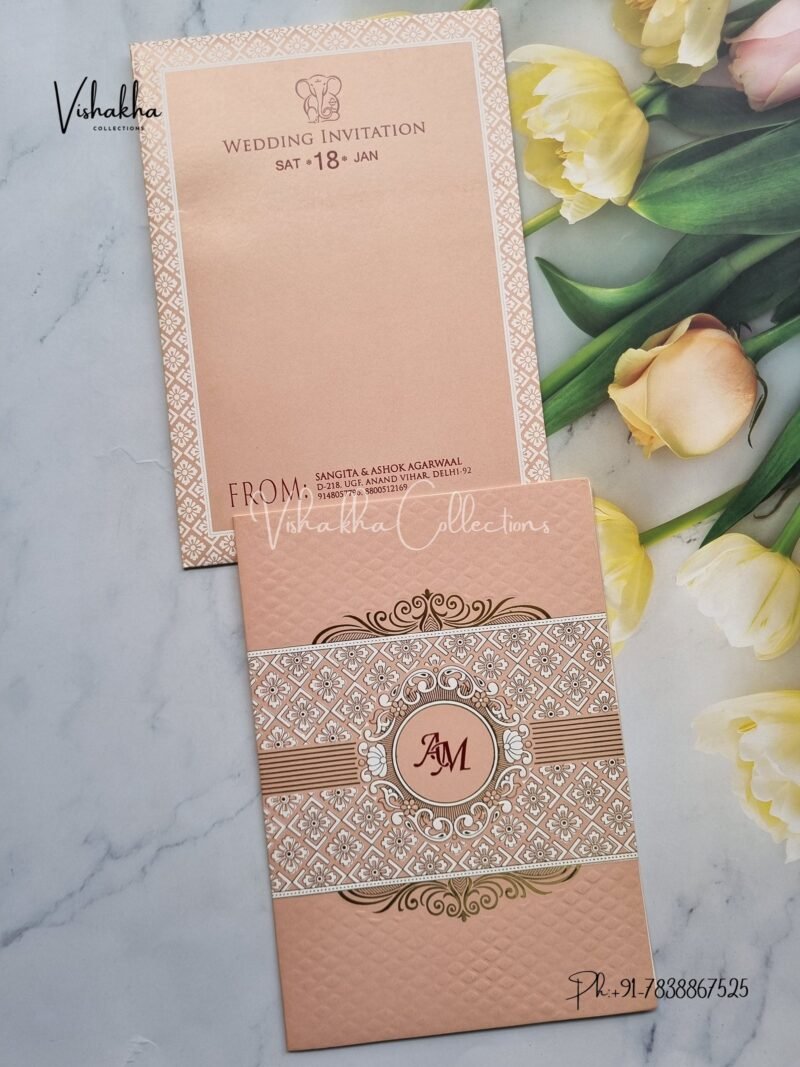 Vishakha
COLLECTIONS
WEDDING INVITATION
SAT * 18 * JAN
FROM:
SANGITA & ASHOK AGARWAAL
D-218, UGF, ANAND VIHAR, DELHI-92
8800512169
Vishakha Collections
AM
Ph:+91-7838867525